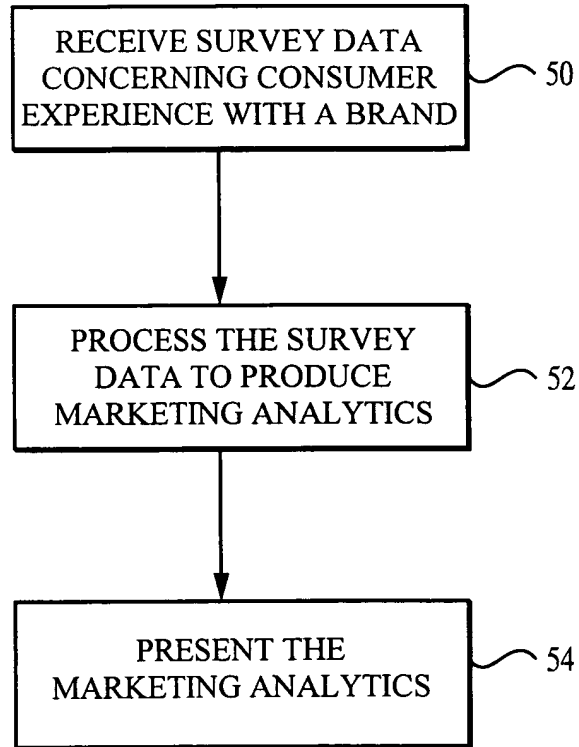 RECEIVE SURVEY DATA
CONCERNING CONSUMER
EXPERIENCE WITH A BRAND
50
PROCESS THE SURVEY
DATA TO PRODUCE
MARKETING ANALYTICS
52
PRESENT THE
MARKETING ANALYTICS
54